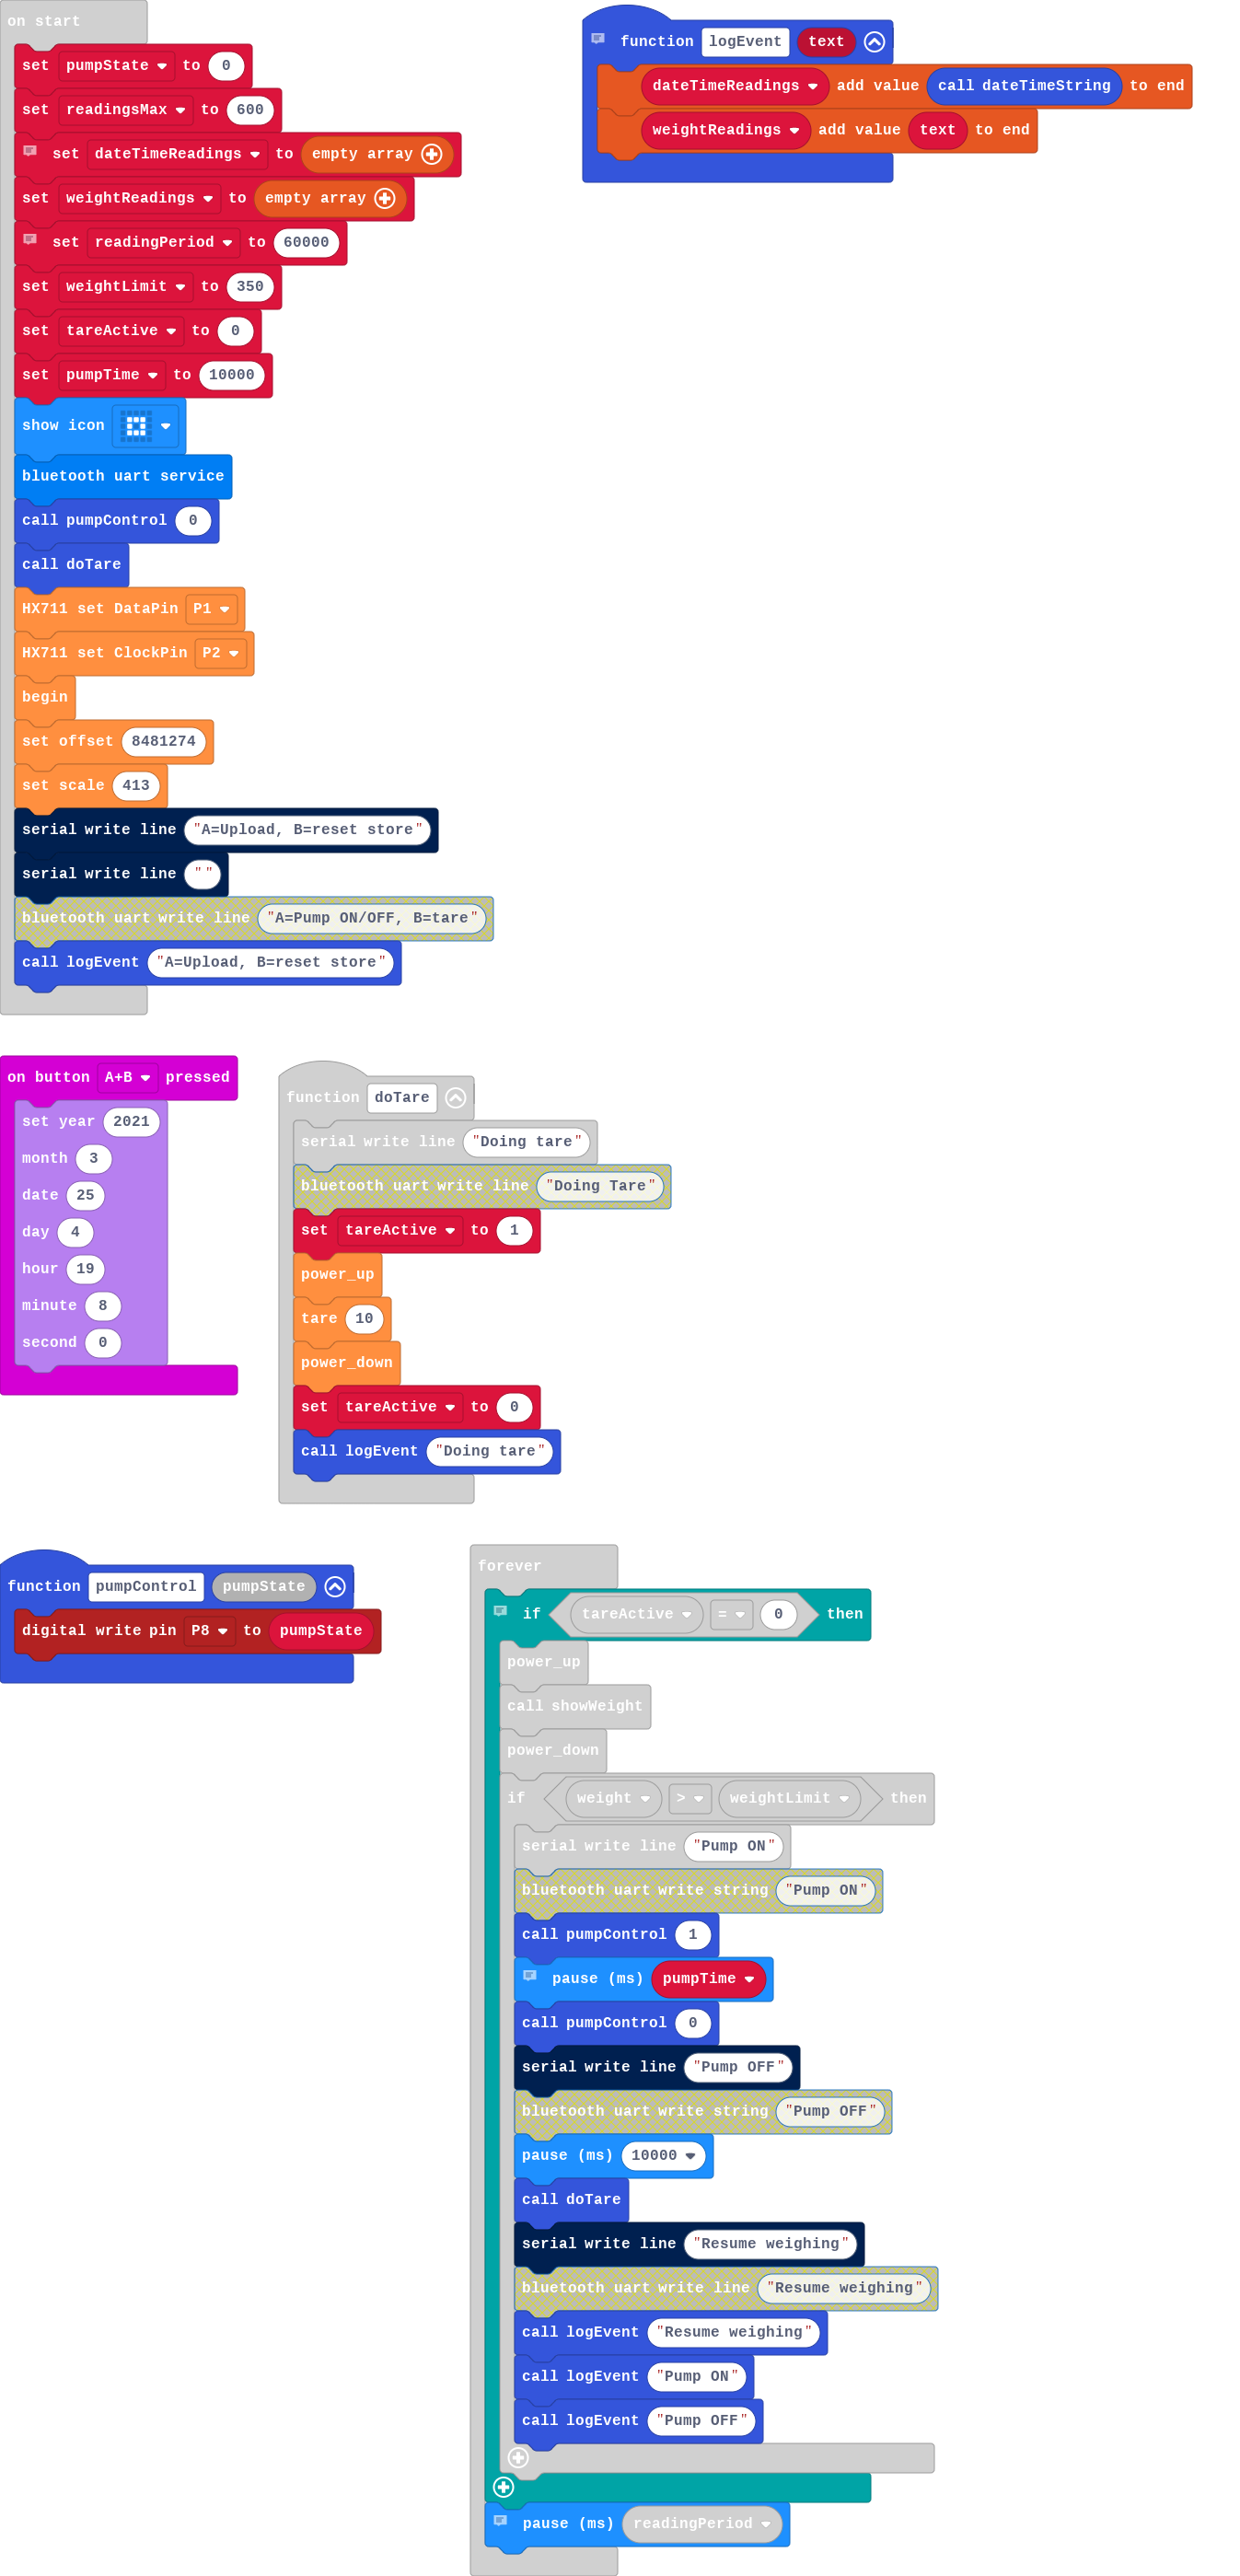 on start
set pumpState to 0
set readingsMax to 600
set dateTimeReadings to empty array
set weightReadings to empty array
set readingPeriod to 60000
set weightLimit to 350
set tareActive to 0
set pumpTime to 10000
show icon
bluetooth uart service
call pumpControl 0
call doTare
HX711 set DataPin P1
HX711 set ClockPin P2
begin
set offset 8481274
set scale 413
serial write line "A=Upload, B=reset store"
serial write line ""
bluetooth uart write line "A=Pump ON/OFF, B=tare"
call logEvent "A=Upload, B=reset store"
function logEvent text
dateTimeReadings add value call dateTimeString to end
weightReadings add value text to end
on button A+B pressed
set year 2021
month 3
date 25
day 4
hour 19
minute 8
second 0
function doTare
serial write line "Doing tare"
bluetooth uart write line "Doing Tare"
set tareActive to 1
power_up
tare 10
power_down
set tareActive to 0
call logEvent "Doing tare"
function pumpControl pumpState
digital write pin P8 to pumpState
forever
if tareActive = 0 then
power_up
call showWeight
power_down
if weight > weightLimit then
serial write line "Pump ON"
bluetooth uart write string "Pump ON"
call pumpControl 1
pause (ms) pumpTime
call pumpControl 0
serial write line "Pump OFF"
bluetooth uart write string "Pump OFF"
pause (ms) 10000
call doTare
serial write line "Resume weighing"
bluetooth uart write line "Resume weighing"
call logEvent "Resume weighing"
call logEvent "Pump ON"
call logEvent "Pump OFF"
pause (ms) readingPeriod